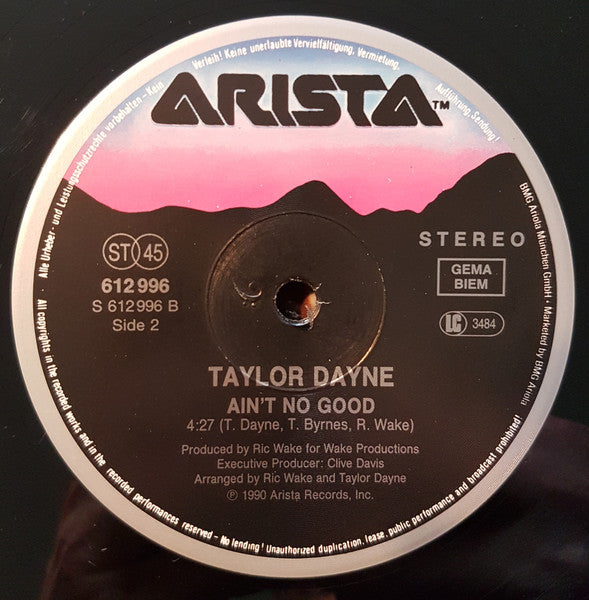 Alle Urheber- und Leistungsschutzrechte vorbehalten – Kein Verleih! Keine unerlaubte Vervielfältigung, Vermietung, Aufführung, Sendung!
ARISTA™
STEREO
ST 45
GEMA
BIEM
612 996
S 612 996 B
Side 2
LC 3484
TAYLOR DAYNE
AIN'T NO GOOD
4:27 (T. Dayne, T. Byrnes, R. Wake)
Produced by Ric Wake for Wake Productions
Executive Producer: Clive Davis
Arranged by Ric Wake and Taylor Dayne
℗ 1990 Arista Records, Inc.
BMG Ariola München GmbH · Marketed by BMG Ariola
All copyrights in the recorded works and in the recorded performances reserved – No lending! Unauthorized duplication, lease, public performance and broadcast prohibited!